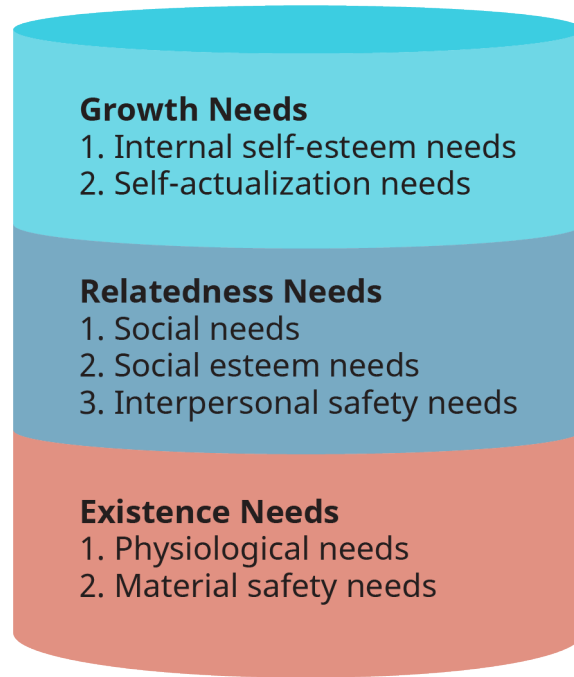 Growth Needs
1. Internal self-esteem needs
2. Self-actualization needs
Relatedness Needs
1. Social needs
2. Social esteem needs
3. Interpersonal safety needs
Existence Needs
1. Physiological needs
2. Material safety needs